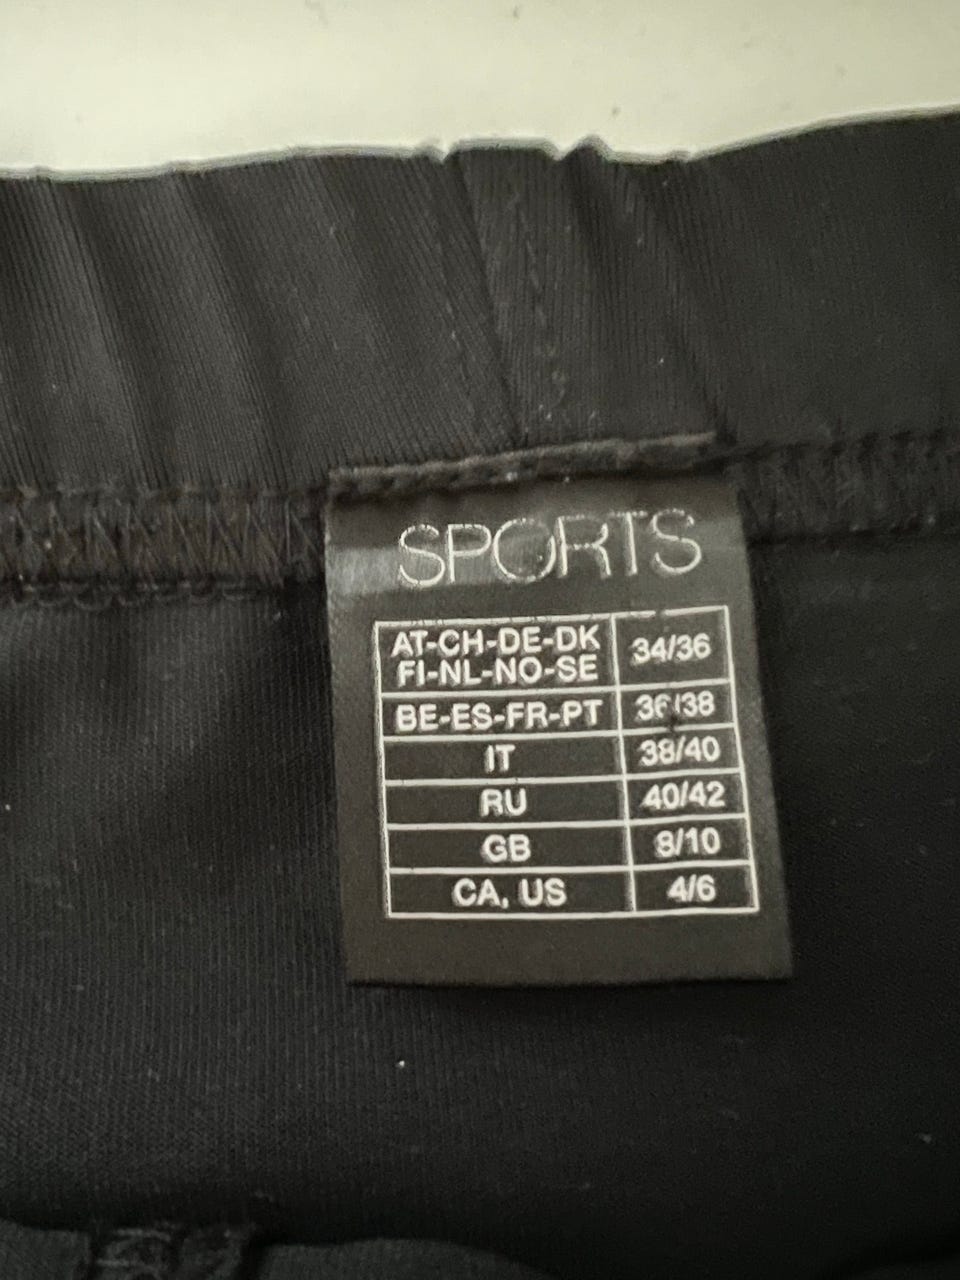 SPORTS
AT-CH-DE-DK
FI-NL-NO-SE 34/36
BE-ES-FR-PT 36/38
IT 38/40
RU 40/42
GB 8/10
CA, US 4/6